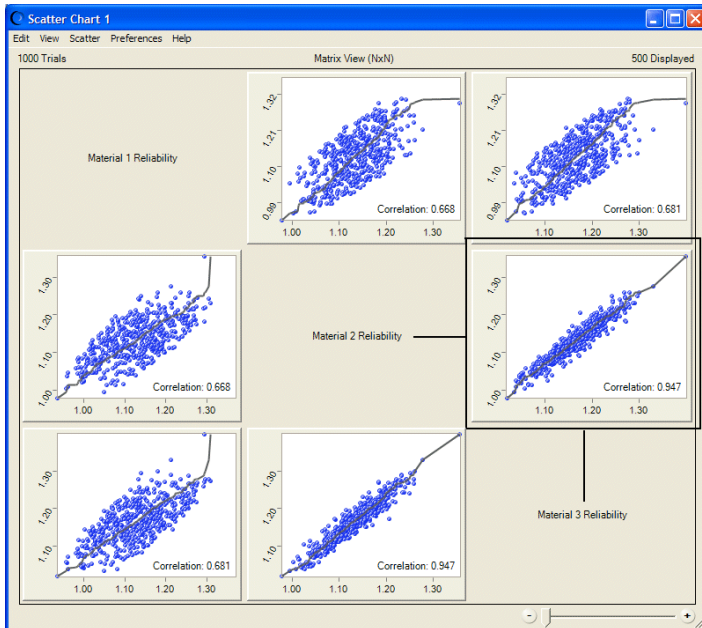 Scatter Chart 1
Edit View Scatter Preferences Help
1000 Trials Matrix View (NxN) 500 Displayed
Material 1 Reliability
1.32
1.21
1.10
0.99
Correlation: 0.668
1.00 1.10 1.20 1.30
1.32
1.21
1.10
0.99
Correlation: 0.681
1.10 1.20 1.30
1.30
1.20
1.10
1.00
Correlation: 0.668
1.00 1.10 1.20 1.30
Material 2 Reliability
1.30
1.20
1.10
1.00
Correlation: 0.947
1.10 1.20 1.30
1.30
1.20
1.10
Correlation: 0.681
1.00 1.10 1.20 1.30
1.30
1.20
1.10
Correlation: 0.947
1.00 1.10 1.20 1.30
Material 3 Reliability